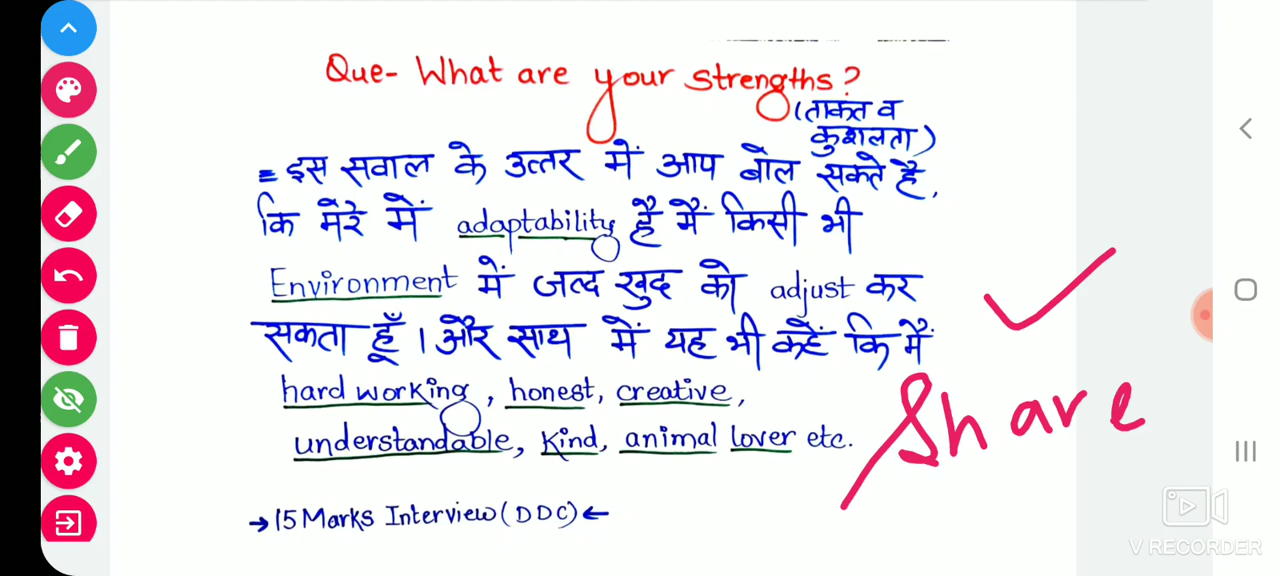 Que- What are your strengths?
(ताकत व
कुशलता)
= इस सवाल के उत्तर में आप बोल सकते है,
कि मेरे में adaptability है मैं किसी भी
Environment में जल्द खुद को adjust कर
सकता हूँ । और साथ में यह भी कहें कि मैं
hard working, honest, creative,
understandable, kind, animal lover etc.
Share
→ 15 Marks Interview (DDC) ←
V RECORDER